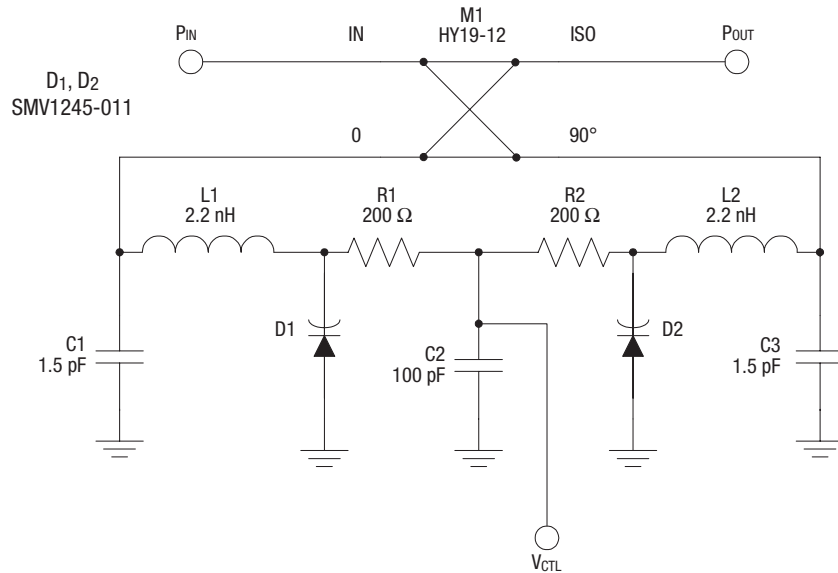 M1
HY19-12
PIN
IN
ISO
POUT
D1, D2
SMV1245-011
0
90°
L1
2.2 nH
R1
200 Ω
R2
200 Ω
L2
2.2 nH
C1
1.5 pF
D1
C2
100 pF
D2
C3
1.5 pF
VCTL